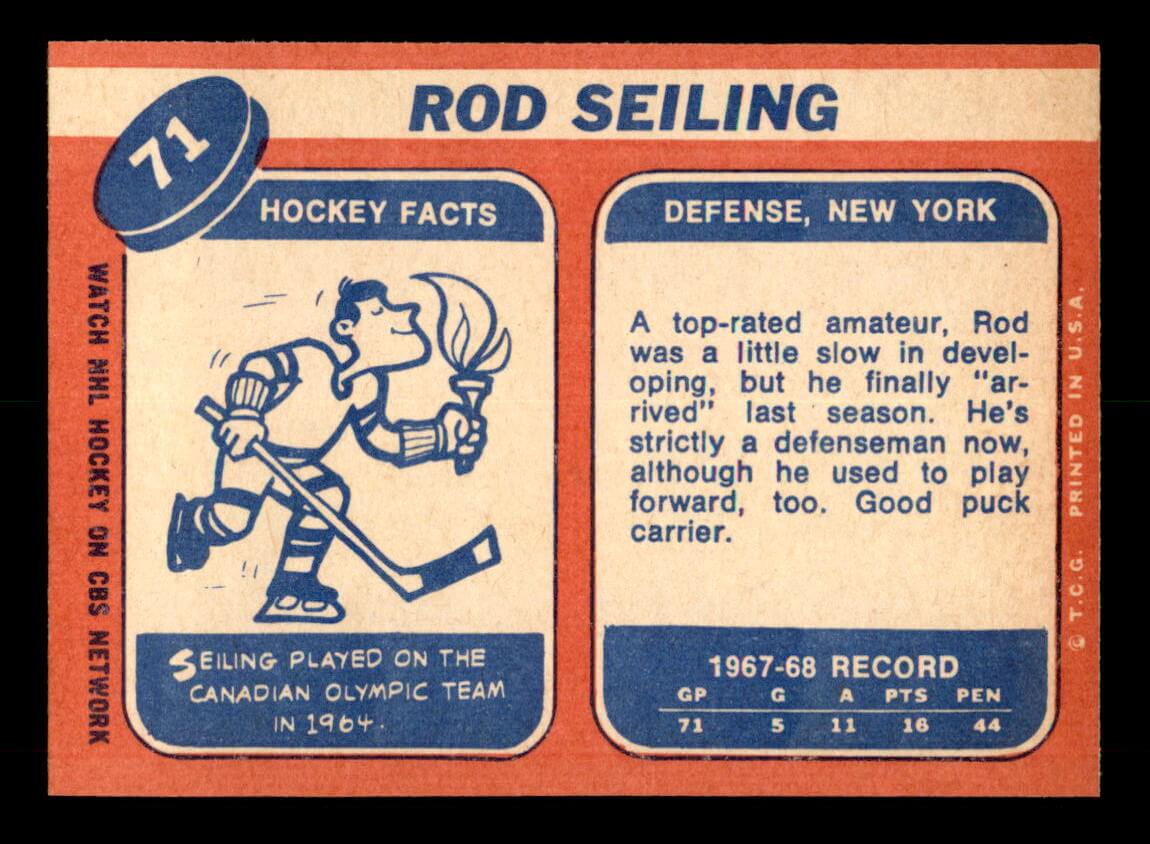 71
ROD SEILING
HOCKEY FACTS
SEILING PLAYED ON THE
CANADIAN OLYMPIC TEAM
IN 1964.
DEFENSE, NEW YORK
A top-rated amateur, Rod
was a little slow in devel-
oping, but he finally "ar-
rived" last season. He's
strictly a defenseman now,
although he used to play
forward, too. Good puck
carrier.
1967-68 RECORD
GP G A PTS PEN
71 5 11 16 44
WATCH NHL HOCKEY ON CBS NETWORK
© T.C.G. PRINTED IN U.S.A.